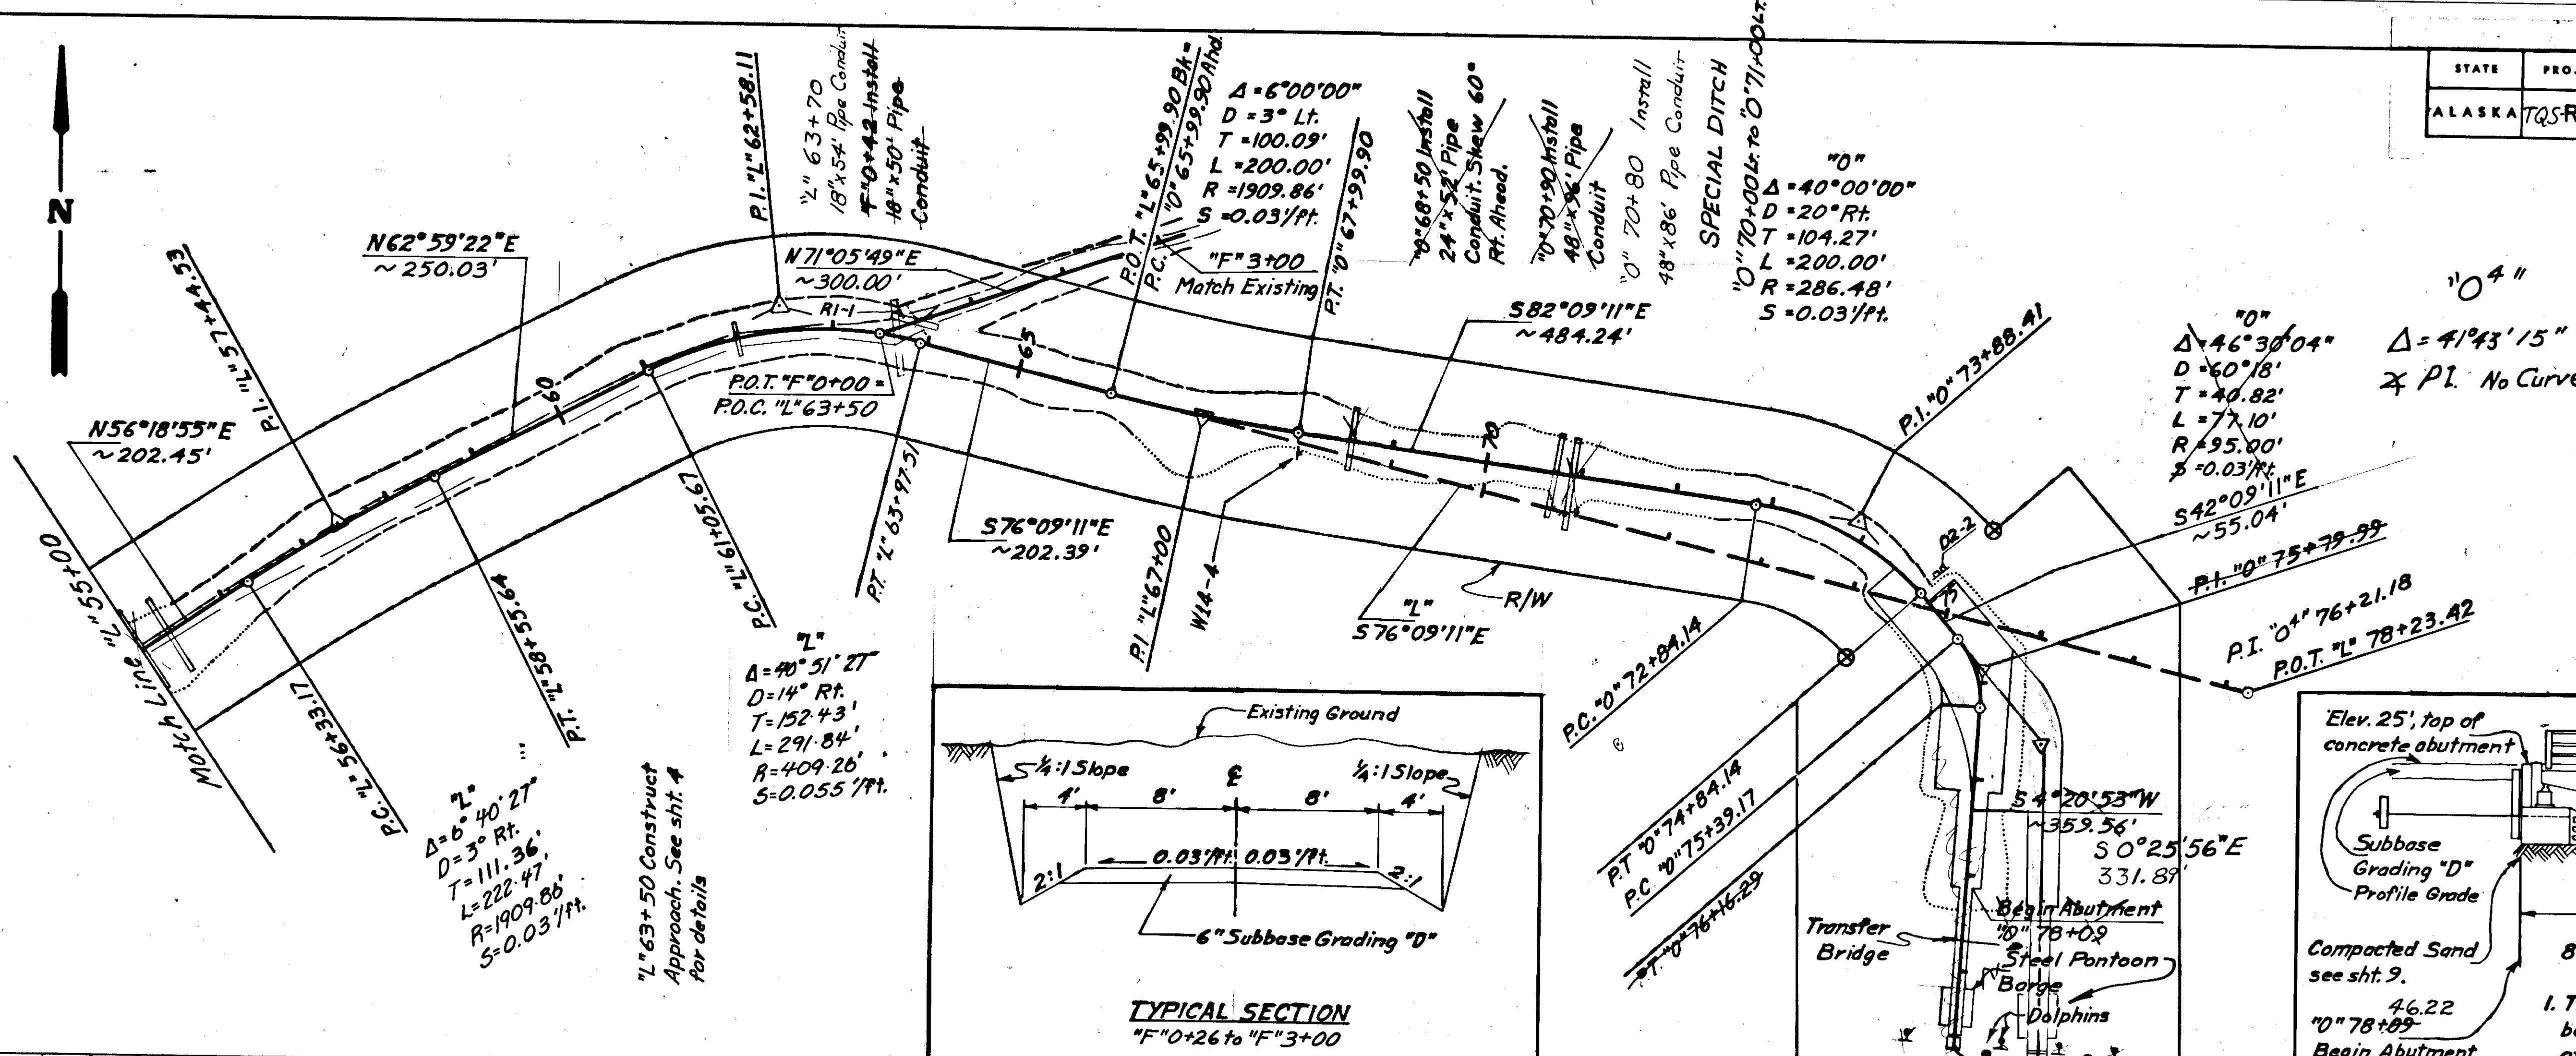 N
STATE
PRO.
ALASKA
TQS-R
Match Line "L" 55+00
N56°18'55"E
~202.45'
P.I. "L" 57+44.53
N62°59'22"E
~250.03'
60
P.C. "L" 56+33.17
P.T. "L" 58+55.64
"L"
Δ=6°40'27"
D=3° Rt.
T=111.36'
L=222.47'
R=1909.86'
S=0.03'/ft.
P.I. "L" 62+58.11
"L" 63+70
18"x54' Pipe Conduit
"F" 0+42 Install
18"x50' Pipe
Conduit
N71°05'49"E
~300.00'
R1-1
P.O.T. "F" 0+00 =
P.O.C. "L" 63+50
P.C. "L" 61+05.67
"L"
Δ=40°51'27"
D=14° Rt.
T=152.43'
L=291.84'
R=409.26'
S=0.055'/ft.
"L" 63+50 Construct
Approach. See sht. 4
for details
P.T. "L" 63+97.51
65
S76°09'11"E
~202.39'
P.O.T. "L" 65+99.90 Bk=
P.C. "O" 65+99.90 Ahd.
Δ=6°00'00"
D=3° Lt.
T=100.09'
L=200.00'
R=1909.86'
S=0.03'/ft.
"F" 3+00
Match Existing
P.T. "O" 67+99.90
P.I. "L" 67+00
W14-4
"O" 68+50 Install
24"x52' Pipe
Conduit. Skew 60°
Rt. Ahead.
"O" 70+90 Install
48"x96' Pipe
Conduit
"O" 70+80 Install
48"x86' Pipe Conduit
SPECIAL DITCH
"O" 70+00 Lt. to "O" 71+00 Lt.
"O"
Δ=40°00'00"
D=20° Rt.
T=104.27'
L=200.00'
R=286.48'
S=0.03'/ft.
S82°09'11"E
~484.24'
70
"L"
S76°09'11"E
R/W
P.I. "O" 73+88.41
P.C. "O" 72+84.14
D2-2
75
"O"
Δ=46°30'04"
D=60°18'
T=40.82'
L=77.10'
R=95.00'
S=0.03'/ft.
"O⁴"
Δ=41°43'15"
PI. No Curve
S42°09'11"E
~55.04'
P.I. "O" 75+79.99
P.I. "O⁴" 76+21.18
P.O.T. "L" 78+23.42
P.T. "O" 74+84.14
P.C. "O" 75+39.17
P.T. "O" 76+16.29
S4°20'53"W
~359.56'
S0°25'56"E
331.89'
Begin Abutment
"O" 78+09
Transfer
Bridge
Steel Pontoon
Barge
Dolphins
Existing Ground
¼:1 Slope
¼:1 Slope
℄
4'
8'
8'
4'
0.03'/ft.
0.03'/ft.
2:1
2:1
6" Subbase Grading "D"
TYPICAL SECTION
"F" 0+26 to "F" 3+00
Elev. 25', top of
concrete abutment
Subbase
Grading "D"
Profile Grade
Compacted Sand
see sht. 9.
46.22
"O" 78+09
Begin Abutment
8
1. T